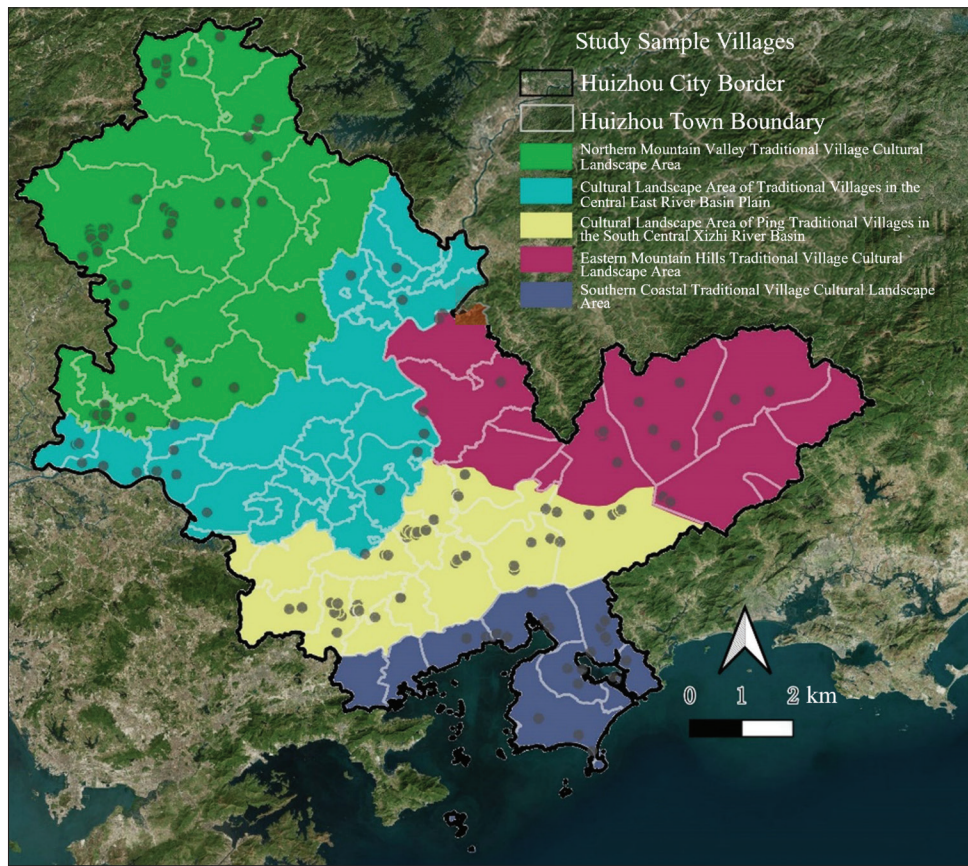 Study Sample Villages
Huizhou City Border
Huizhou Town Boundary
Northern Mountain Valley Traditional Village Cultural
Landscape Area
Cultural Landscape Area of Traditional Villages in the
Central East River Basin Plain
Cultural Landscape Area of Ping Traditional Villages in
the South Central Xizhi River Basin
Eastern Mountain Hills Traditional Village Cultural
Landscape Area
Southern Coastal Traditional Village Cultural Landscape
Area
0 1 2 km